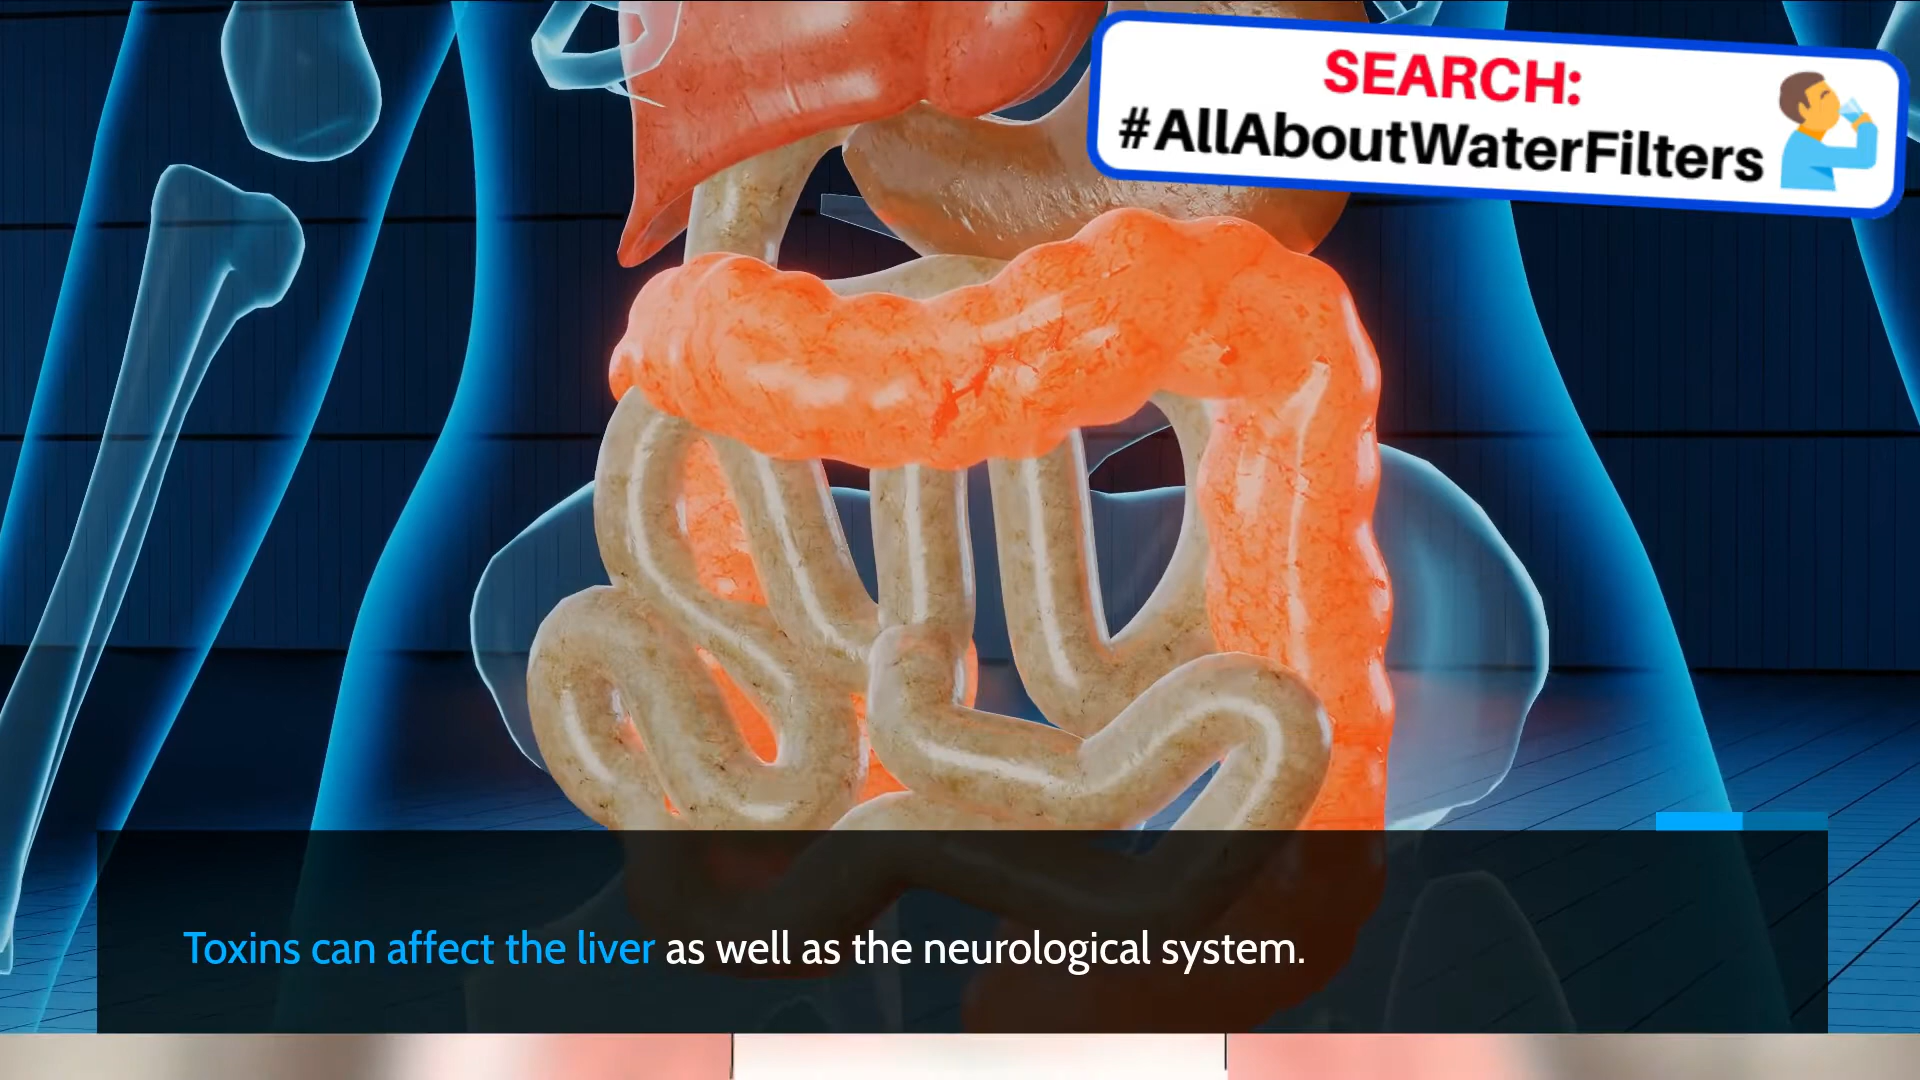 SEARCH:
#AllAboutWaterFilters
Toxins can affect the liver as well as the neurological system.